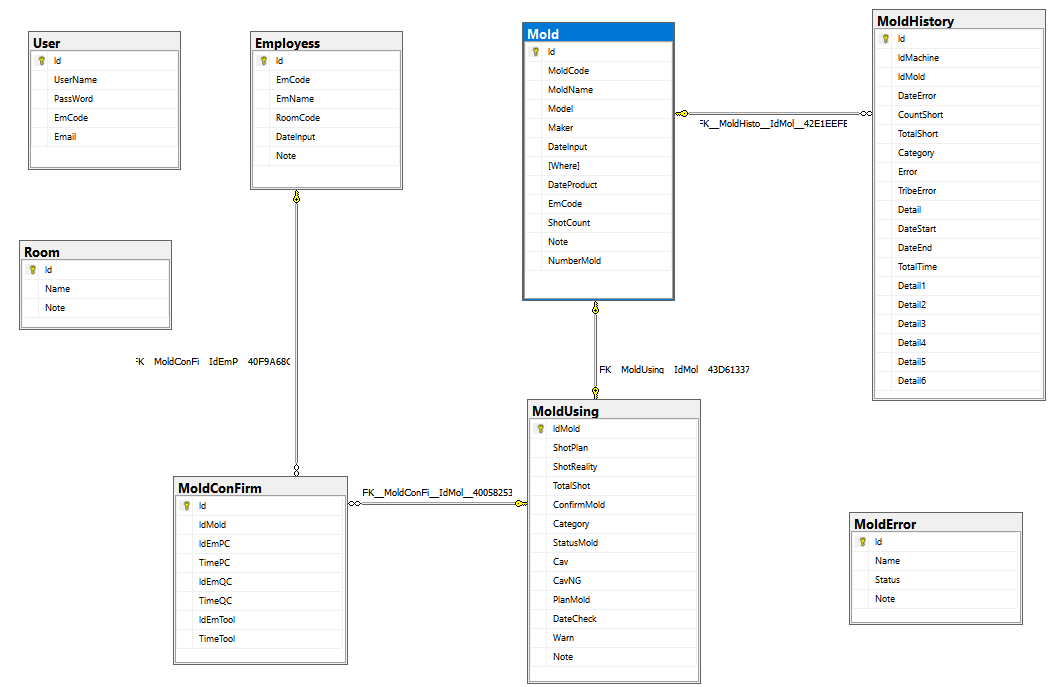 User
Id
UserName
PassWord
EmCode
Email
Employess
Id
EmCode
EmName
RoomCode
DateInput
Note
Mold
Id
MoldCode
MoldName
Model
Maker
DateInput
[Where]
DateProduct
EmCode
ShotCount
Note
NumberMold
MoldHistory
Id
IdMachine
IdMold
DateError
CountShort
TotalShort
Category
Error
TribeError
Detail
DateStart
DateEnd
TotalTime
Detail1
Detail2
Detail3
Detail4
Detail5
Detail6
FK__MoldHisto__IdMol__42E1EEFE
Room
Id
Name
Note
FK MoldConFi IdEmP 40F9A68C
FK MoldUsing IdMol 43D61337
MoldConFirm
Id
IdMold
IdEmPC
TimePC
IdEmQC
TimeQC
IdEmTool
TimeTool
FK__MoldConFi__IdMol__40058253
MoldUsing
IdMold
ShotPlan
ShotReality
TotalShot
ConfirmMold
Category
StatusMold
Cav
CavNG
PlanMold
DateCheck
Warn
Note
MoldError
Id
Name
Status
Note